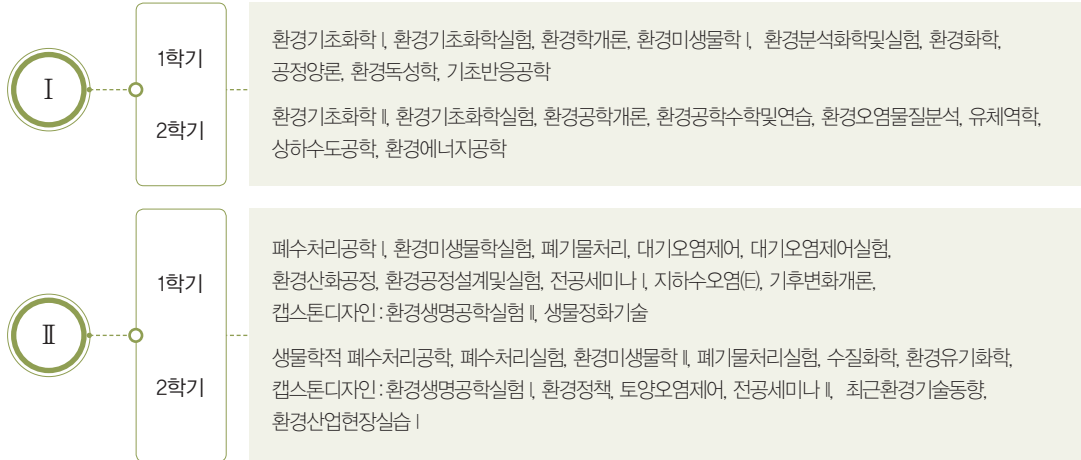 Ⅰ
1학기
환경기초화학 I, 환경기초화학실험, 환경학개론, 환경미생물학 I, 환경분석화학및실험, 환경화학,
공정양론, 환경독성학, 기초반응공학
2학기
환경기초화학 II, 환경기초화학실험, 환경공학개론, 환경공학수학및연습, 환경오염물질분석, 유체역학,
상하수도공학, 환경에너지공학
Ⅱ
1학기
폐수처리공학 I, 환경미생물학실험, 폐기물처리, 대기오염제어, 대기오염제어실험,
환경산화공정, 환경공정설계및실험, 전공세미나 I, 지하수오염(E), 기후변화개론,
캡스톤디자인:환경생명공학실험 II, 생물정화기술
2학기
생물학적 폐수처리공학, 폐수처리실험, 환경미생물학 II, 폐기물처리실험, 수질화학, 환경유기화학,
캡스톤디자인:환경생명공학실험 I, 환경정책, 토양오염제어, 전공세미나 II, 최근환경기술동향,
환경산업현장실습 I